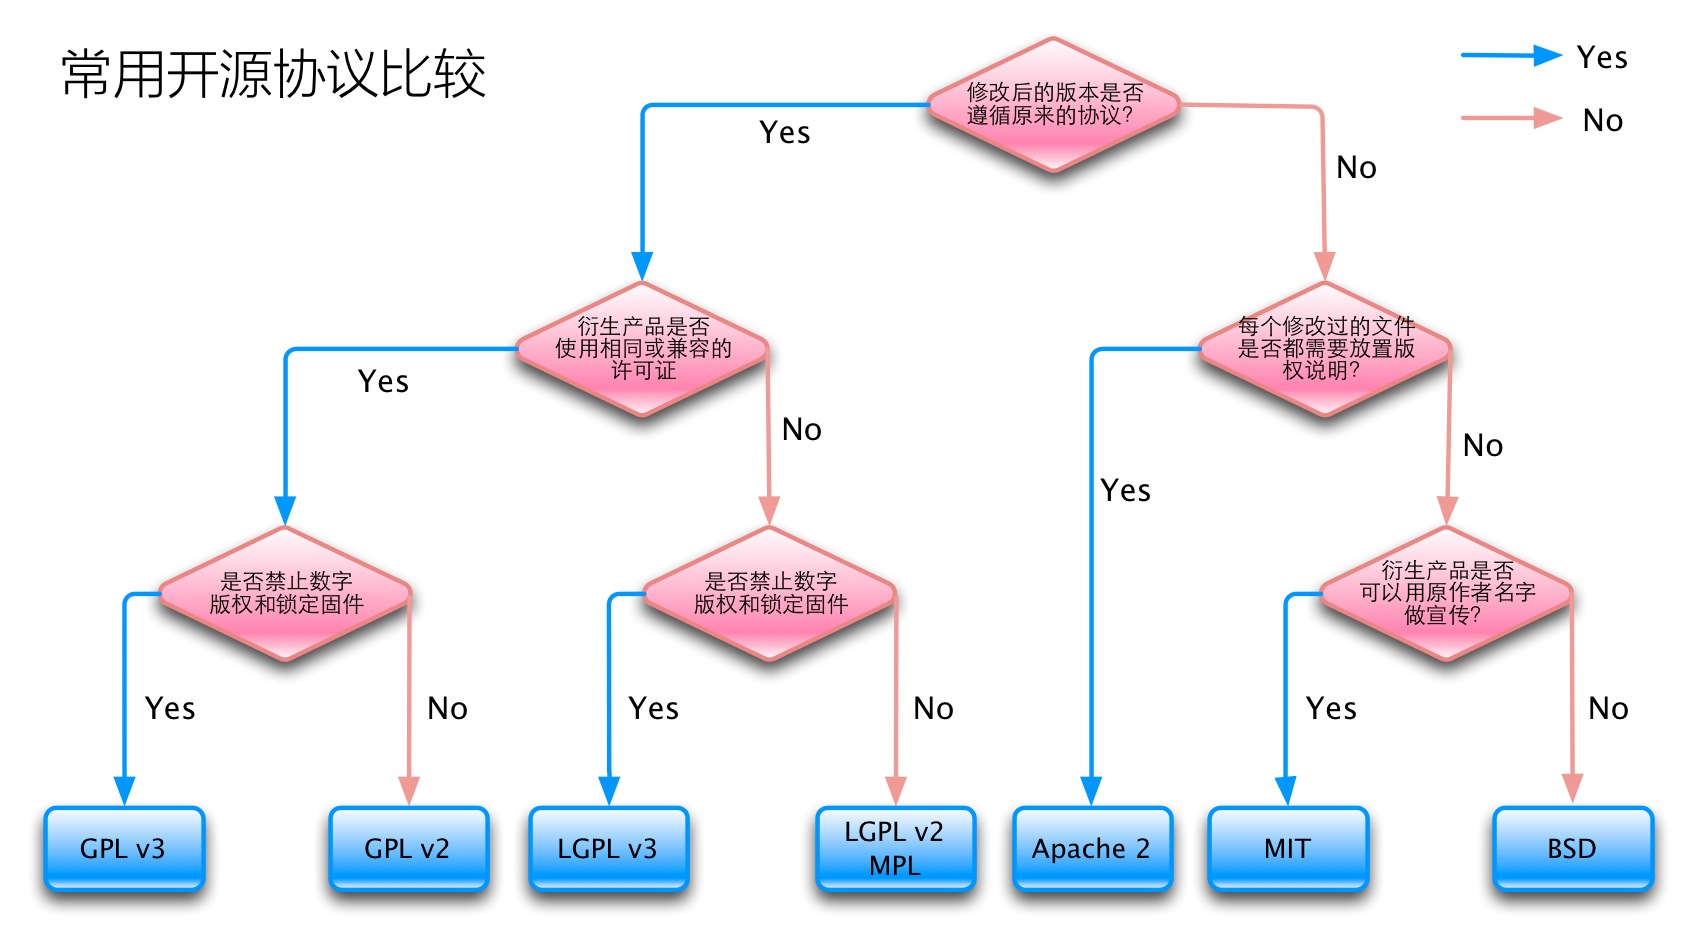 常用开源协议比较
Yes
No
修改后的版本是否
遵循原来的协议?
Yes
No
衍生产品是否
使用相同或兼容的
许可证
每个修改过的文件
是否都需要放置版
权说明?
Yes
No
Yes
No
是否禁止数字
版权和锁定固件
是否禁止数字
版权和锁定固件
衍生产品是否
可以用原作者名字
做宣传?
Yes
No
Yes
No
Yes
No
GPL v3
GPL v2
LGPL v3
LGPL v2
MPL
Apache 2
MIT
BSD